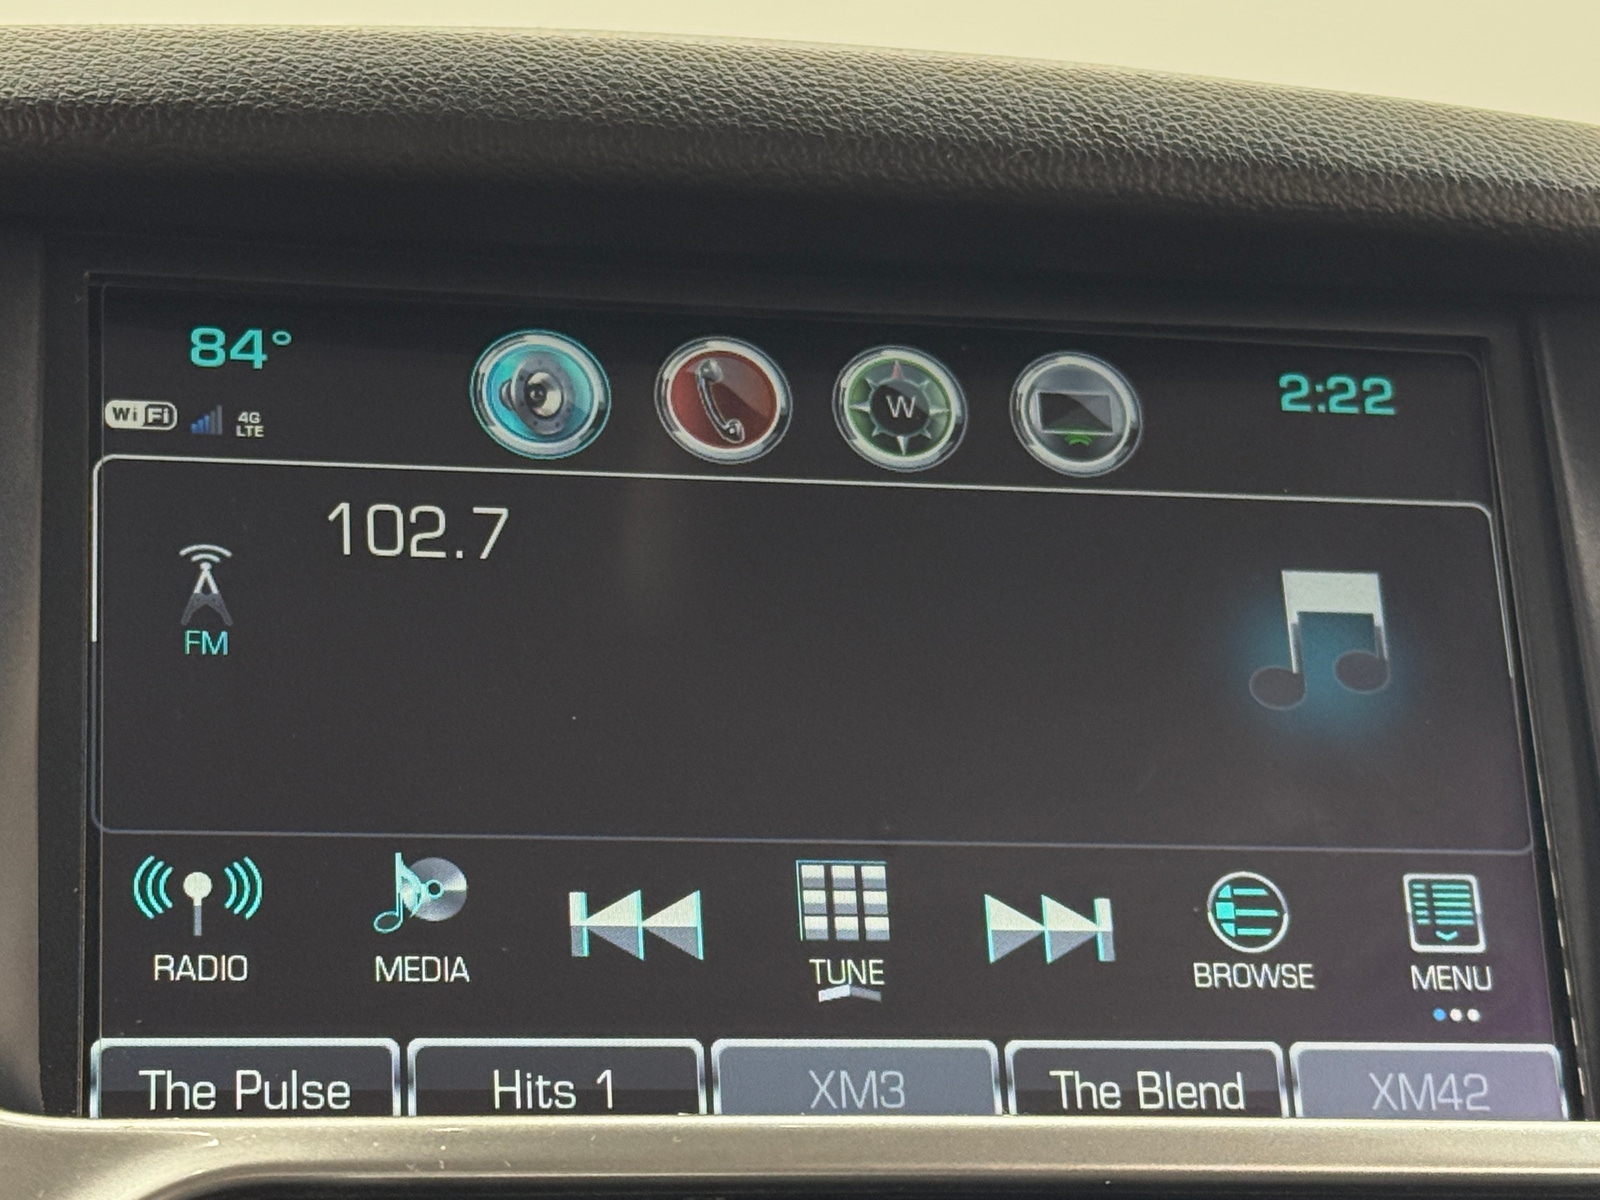 84°
2:22
WiFi 4G LTE
W
102.7
FM
RADIO MEDIA TUNE BROWSE MENU
The Pulse Hits 1 XM3 The Blend XM42